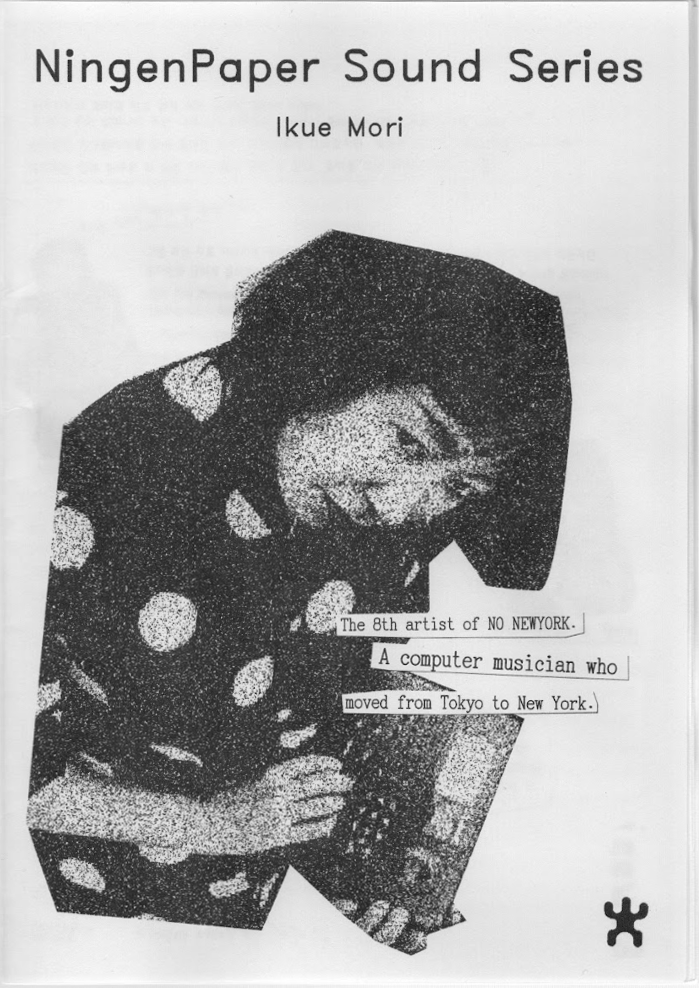 NingenPaper Sound Series
Ikue Mori
The 8th artist of NO NEWYORK.
A computer musician who
moved from Tokyo to New York.